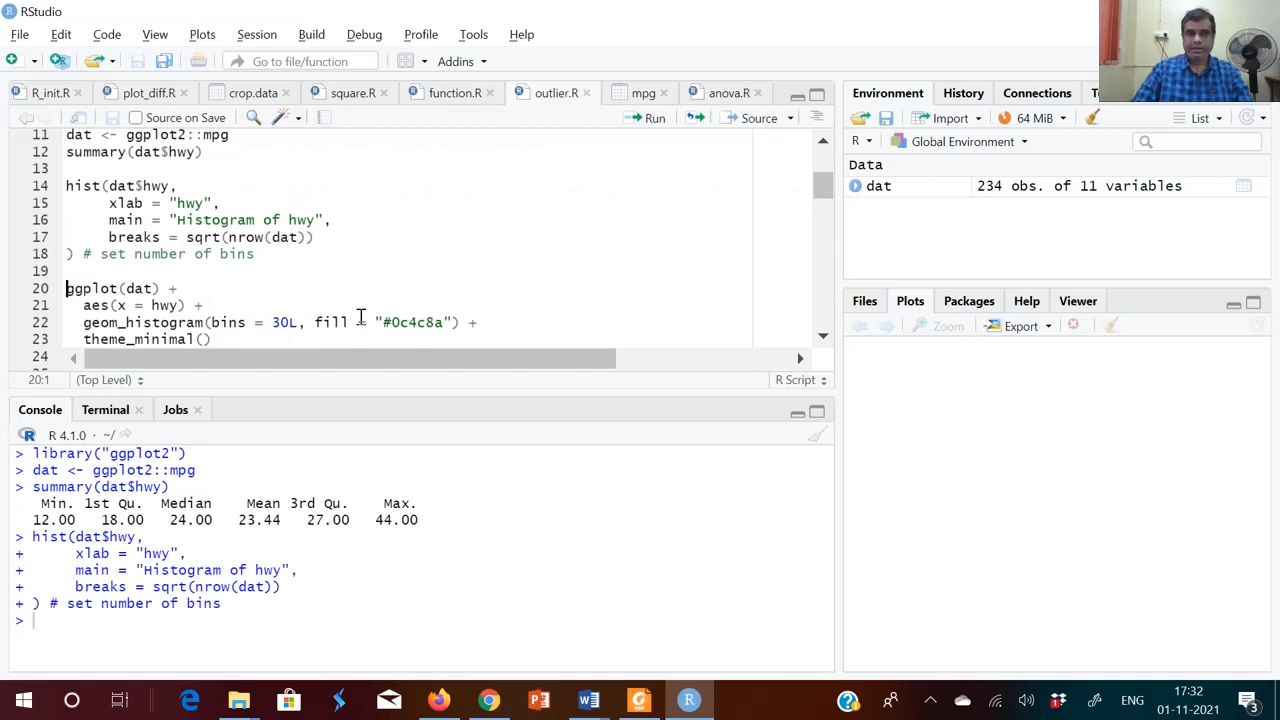 RStudio
File Edit Code View Plots Session Build Debug Profile Tools Help
Go to file/function Addins
R_init.R plot_diff.R crop.data square.R function.R outlier.R mpg anova.R
Source on Save Run Source
11 dat <- ggplot2::mpg
12 summary(dat$hwy)
13
14 hist(dat$hwy,
15 xlab = "hwy",
16 main = "Histogram of hwy",
17 breaks = sqrt(nrow(dat))
18 ) # set number of bins
19
20 ggplot(dat) +
21 aes(x = hwy) +
22 geom_histogram(bins = 30L, fill = "#0c4c8a") +
23 theme_minimal()
24
20:1 (Top Level) R Script
Console Terminal Jobs
R 4.1.0 · ~/
> library("ggplot2")
> dat <- ggplot2::mpg
> summary(dat$hwy)
Min. 1st Qu. Median Mean 3rd Qu. Max.
12.00 18.00 24.00 23.44 27.00 44.00
> hist(dat$hwy,
+ xlab = "hwy",
+ main = "Histogram of hwy",
+ breaks = sqrt(nrow(dat))
+ ) # set number of bins
>
Environment History Connections
Import 64 MiB List
R Global Environment
Data
dat 234 obs. of 11 variables
Files Plots Packages Help Viewer
Zoom Export
ENG
17:32
01-11-2021
3